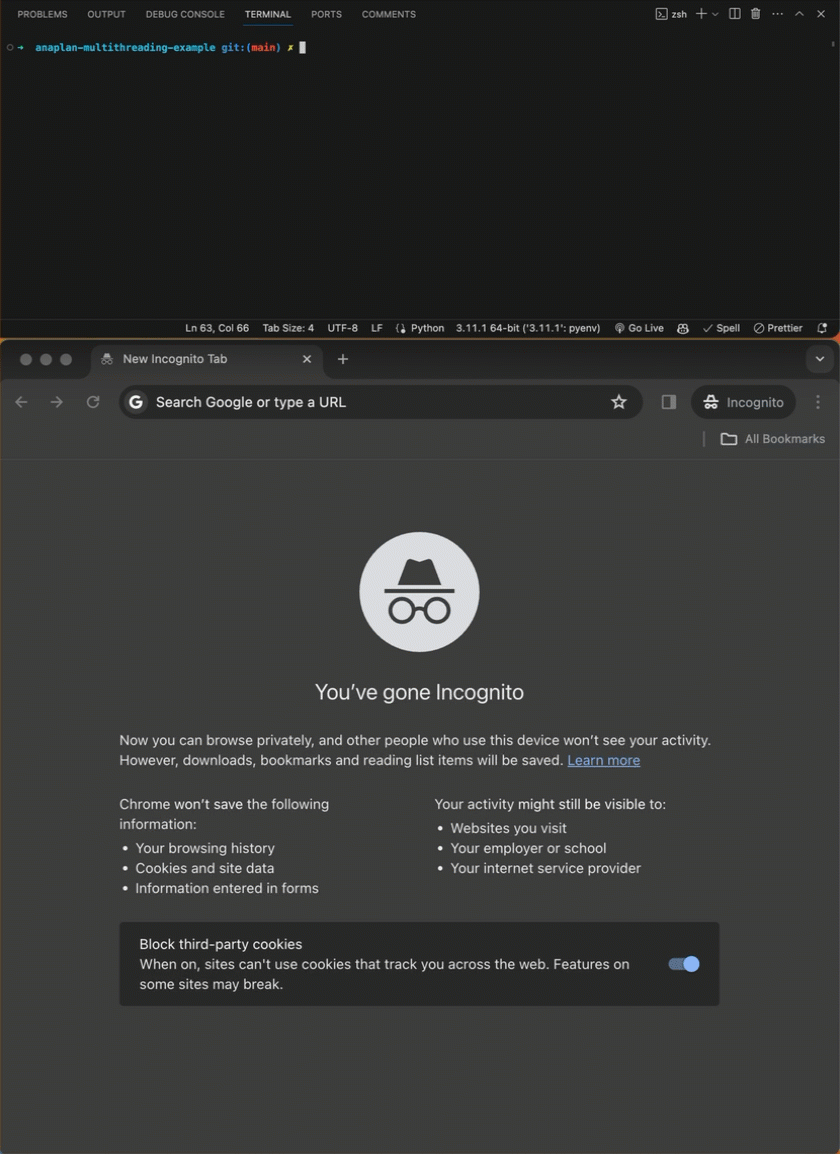 PROBLEMS OUTPUT DEBUG CONSOLE TERMINAL PORTS COMMENTS zsh
anaplan-multithreading-example git:(main) ✗
Ln 63, Col 66 Tab Size: 4 UTF-8 LF Python 3.11.1 64-bit ('3.11.1': pyenv) Go Live Spell Prettier
New Incognito Tab
Search Google or type a URL Incognito
All Bookmarks
You’ve gone Incognito
Now you can browse privately, and other people who use this device won’t see your activity.
However, downloads, bookmarks and reading list items will be saved. Learn more
Chrome won’t save the following
information:
• Your browsing history
• Cookies and site data
• Information entered in forms
Your activity might still be visible to:
• Websites you visit
• Your employer or school
• Your internet service provider
Block third-party cookies
When on, sites can't use cookies that track you across the web. Features on
some sites may break.